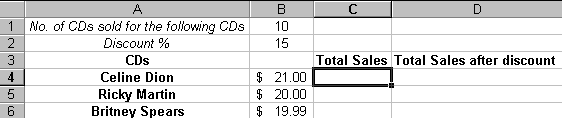 A B C D
1 No. of CDs sold for the following CDs 10
2 Discount % 15
3 CDs Total Sales Total Sales after discount
4 Celine Dion $ 21.00
5 Ricky Martin $ 20.00
6 Britney Spears $ 19.99